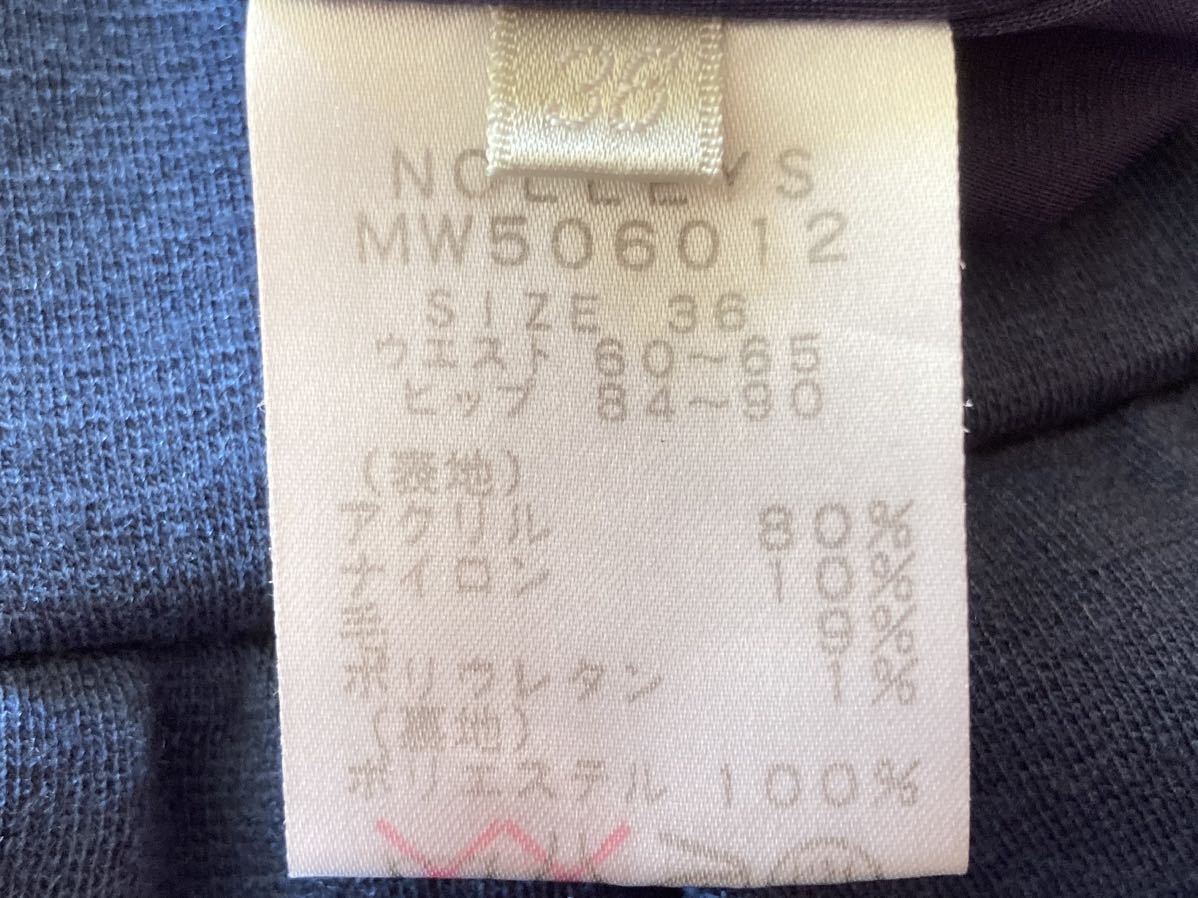 36
NOLLEYS
MW506012
SIZE 36
ウエスト 60~65
ヒップ 84~90
(表地)
アクリル 80%
ナイロン 10%
毛 9%
ポリウレタン 1%
(裏地)
ポリエステル 100%